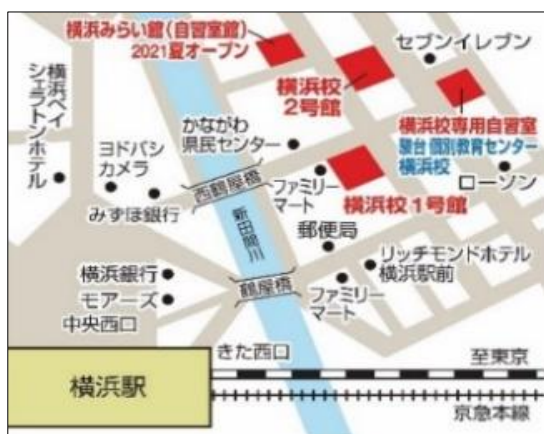 横浜みらい館(自習室館)
2021夏オープン
セブンイレブン
横浜校
2号館
横浜ベイ
シェラトンホテル
かながわ
県民センター
横浜校専用自習室
駿台 個別教育センター
横浜校
ヨドバシ
カメラ
西鶴屋橋
ファミリー
マート
ローソン
みずほ銀行
横浜校1号館
新田間川
郵便局
リッチモンドホテル
横浜駅前
横浜銀行
鶴屋橋
モアーズ
ファミリー
マート
中央西口
きた西口
至東京
横浜駅
京急本線